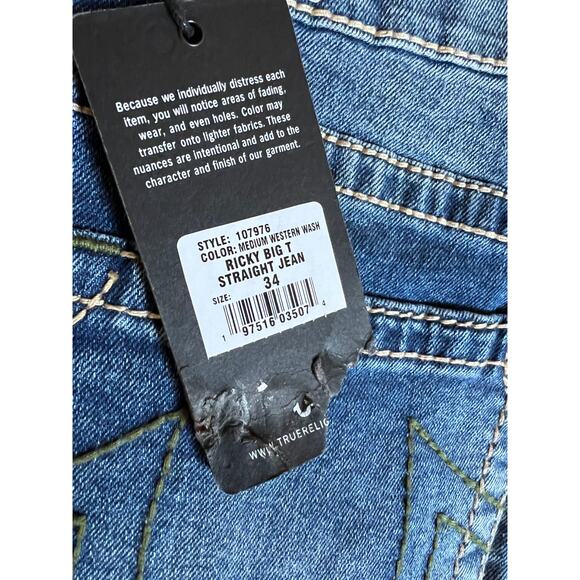 Because we individually distress each
item, you will notice areas of fading,
wear, and even holes. Color may
transfer onto lighter fabrics. These
nuances are intentional and add to the
character and finish of our garment.
STYLE: 107976
COLOR: MEDIUM WESTERN WASH
RICKY BIG T
STRAIGHT JEAN
SIZE: 34
1 97516 03507 4
WWW.TRUERELIG